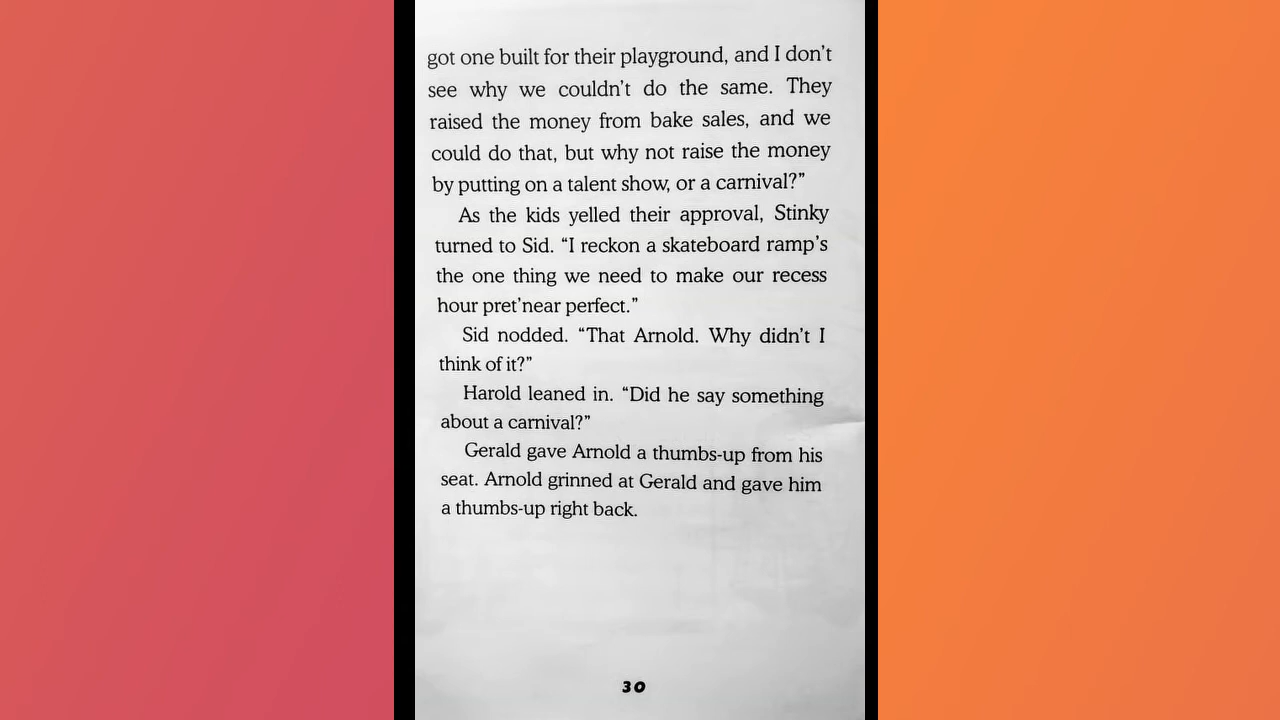 got one built for their playground, and I don't
see why we couldn't do the same. They
raised the money from bake sales, and we
could do that, but why not raise the money
by putting on a talent show, or a carnival?”
As the kids yelled their approval, Stinky
turned to Sid. “I reckon a skateboard ramp's
the one thing we need to make our recess
hour pret'near perfect.”
Sid nodded. “That Arnold. Why didn't I
think of it?”
Harold leaned in. “Did he say something
about a carnival?”
Gerald gave Arnold a thumbs-up from his
seat. Arnold grinned at Gerald and gave him
a thumbs-up right back.
30